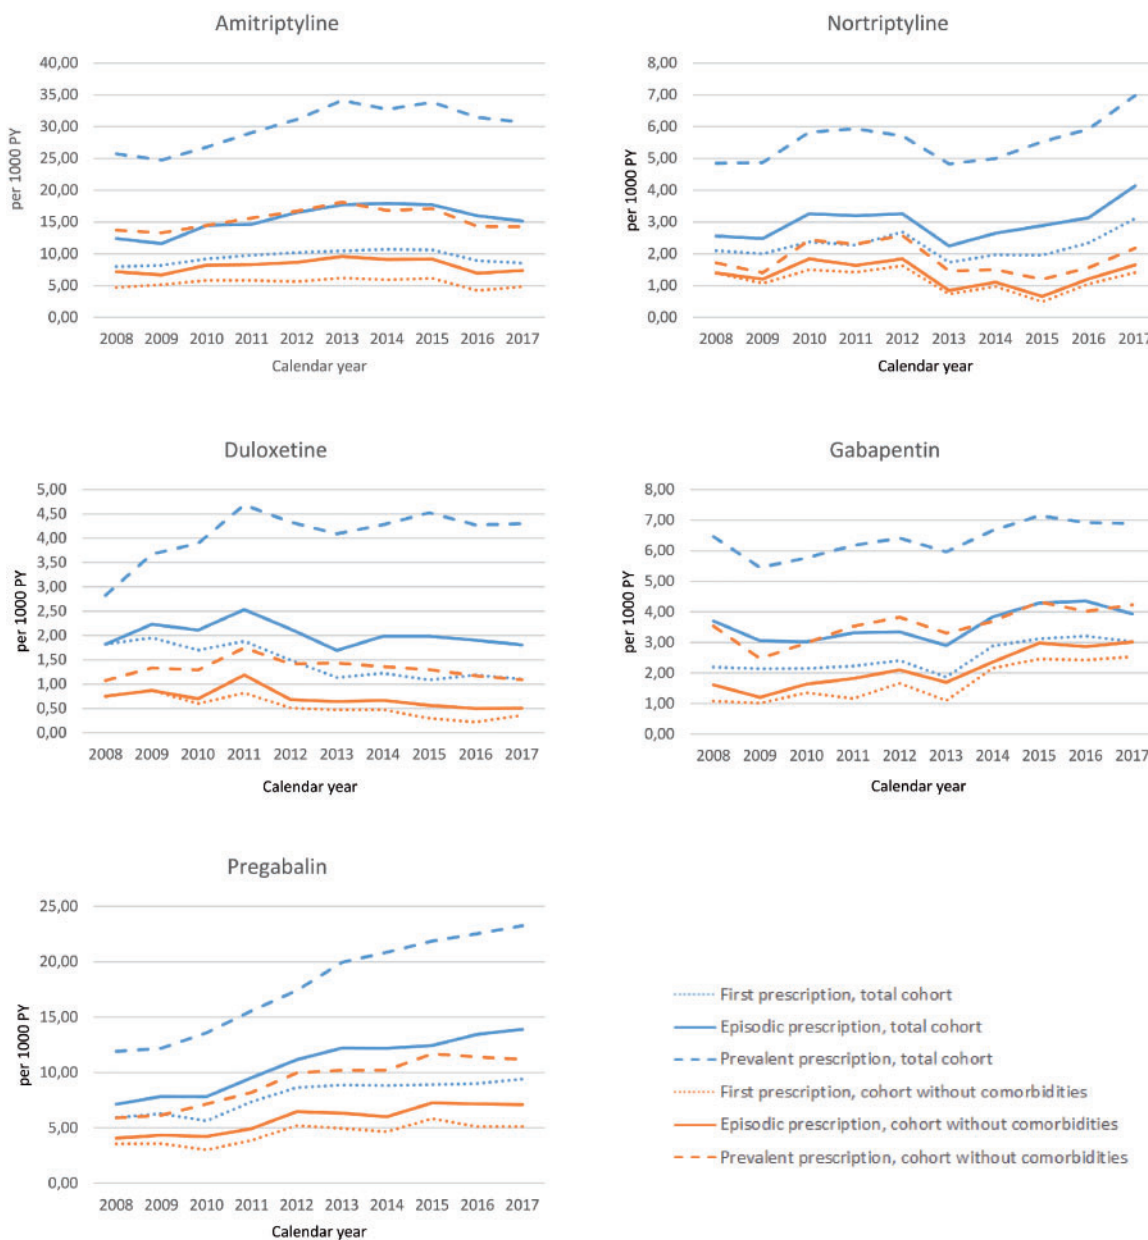 Amitriptyline
40,00
35,00
30,00
25,00
20,00
15,00
10,00
5,00
0,00
per 1000 PY
2008 2009 2010 2011 2012 2013 2014 2015 2016 2017
Calendar year
Nortriptyline
8,00
7,00
6,00
5,00
4,00
3,00
2,00
1,00
0,00
per 1000 PY
2008 2009 2010 2011 2012 2013 2014 2015 2016 2017
Calendar year
Duloxetine
5,00
4,50
4,00
3,50
3,00
2,50
2,00
1,50
1,00
0,50
0,00
per 1000 PY
2008 2009 2010 2011 2012 2013 2014 2015 2016 2017
Calendar year
Gabapentin
8,00
7,00
6,00
5,00
4,00
3,00
2,00
1,00
0,00
per 1000 PY
2008 2009 2010 2011 2012 2013 2014 2015 2016 2017
Calendar year
Pregabalin
25,00
20,00
15,00
10,00
5,00
0,00
per 1000 PY
2008 2009 2010 2011 2012 2013 2014 2015 2016 2017
Calendar year
First prescription, total cohort
Episodic prescription, total cohort
Prevalent prescription, total cohort
First prescription, cohort without comorbidities
Episodic prescription, cohort without comorbidities
Prevalent prescription, cohort without comorbidities